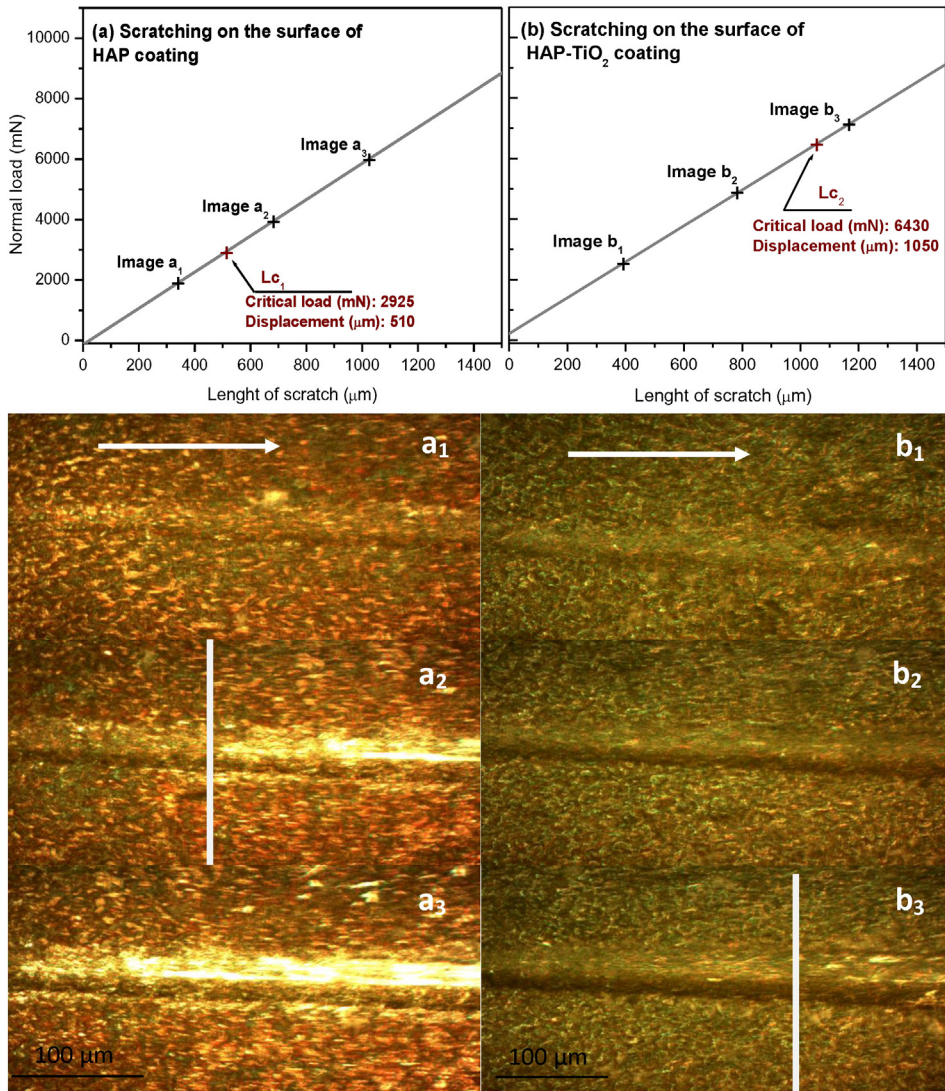 (a) Scratching on the surface of
HAP coating
Normal load (mN)
10000
8000
6000
4000
2000
0
Image a₁
Image a₂
Image a₃
Lc₁
Critical load (mN): 2925
Displacement (μm): 510
0 200 400 600 800 1000 1200 1400
Lenght of scratch (μm)
(b) Scratching on the surface of
HAP-TiO₂ coating
Image b₁
Image b₂
Image b₃
Lc₂
Critical load (mN): 6430
Displacement (μm): 1050
0 200 400 600 800 1000 1200 1400
Lenght of scratch (μm)
a₁
b₁
a₂
b₂
a₃
b₃
100 μm
100 μm